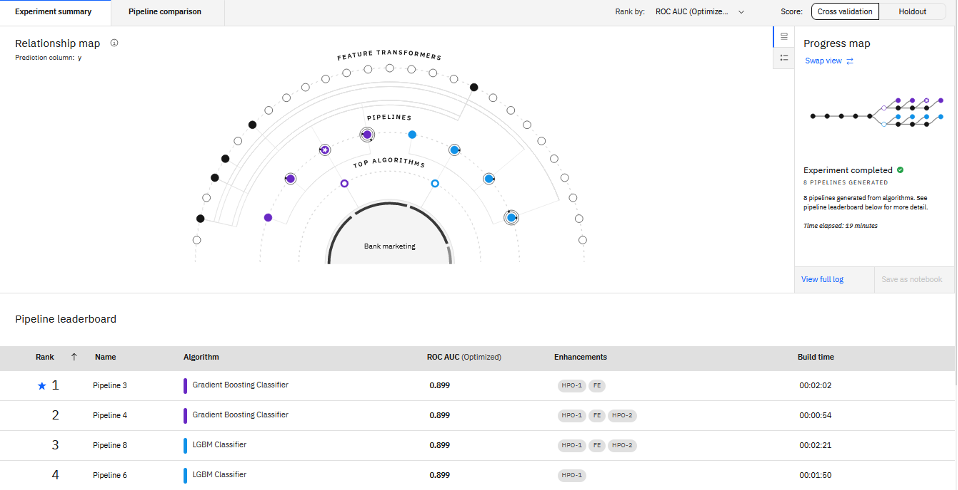 Experiment summary
Pipeline comparison
Rank by: ROC AUC (Optimize...
Score: Cross validation Holdout
Relationship map
Prediction column: y
FEATURE TRANSFORMERS
PIPELINES
TOP ALGORITHMS
Bank marketing
Progress map
Swap view
Experiment completed
8 PIPELINES GENERATED
8 pipelines generated from algorithms. See
pipeline leaderboard below for more detail.
Time elapsed: 19 minutes
View full log
Save as notebook
Pipeline leaderboard
Rank Name Algorithm ROC AUC (Optimized) Enhancements Build time
1 Pipeline 3 Gradient Boosting Classifier 0.899 HPO-1 FE 00:02:02
2 Pipeline 4 Gradient Boosting Classifier 0.899 HPO-1 FE HPO-2 00:00:54
3 Pipeline 8 LGBM Classifier 0.899 HPO-1 FE HPO-2 00:02:21
4 Pipeline 6 LGBM Classifier 0.899 HPO-1 00:01:50